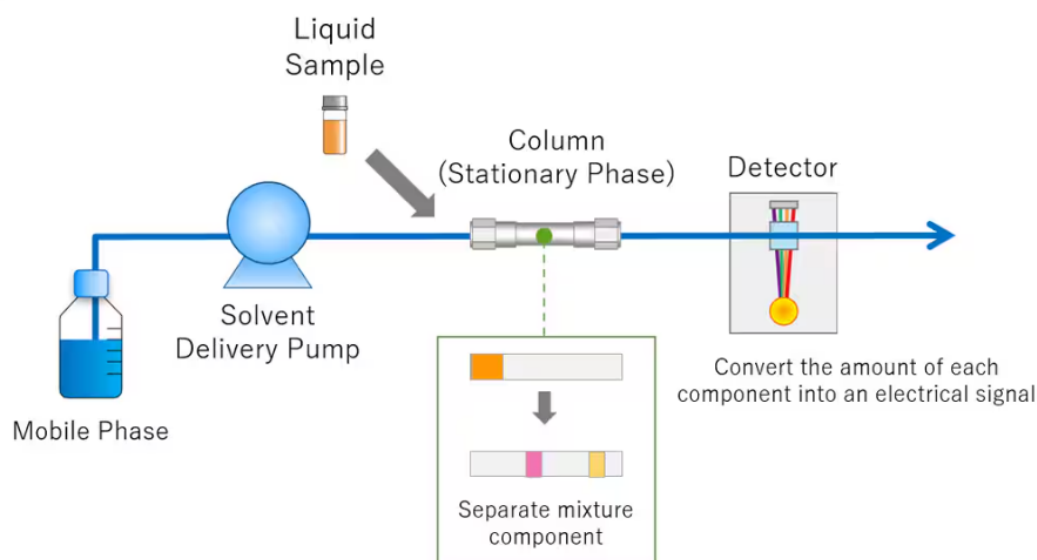 Liquid
Sample
Column
(Stationary Phase)
Detector
Solvent
Delivery Pump
Mobile Phase
Convert the amount of each
component into an electrical signal
Separate mixture
component